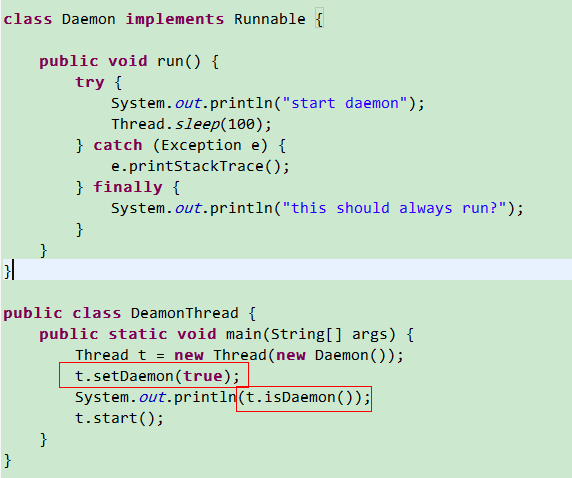 class Daemon implements Runnable {
public void run() {
try {
System.out.println("start daemon");
Thread.sleep(100);
} catch (Exception e) {
e.printStackTrace();
} finally {
System.out.println("this should always run?");
}
}
}
public class DeamonThread {
public static void main(String[] args) {
Thread t = new Thread(new Daemon());
t.setDaemon(true);
System.out.println(t.isDaemon());
t.start();
}
}